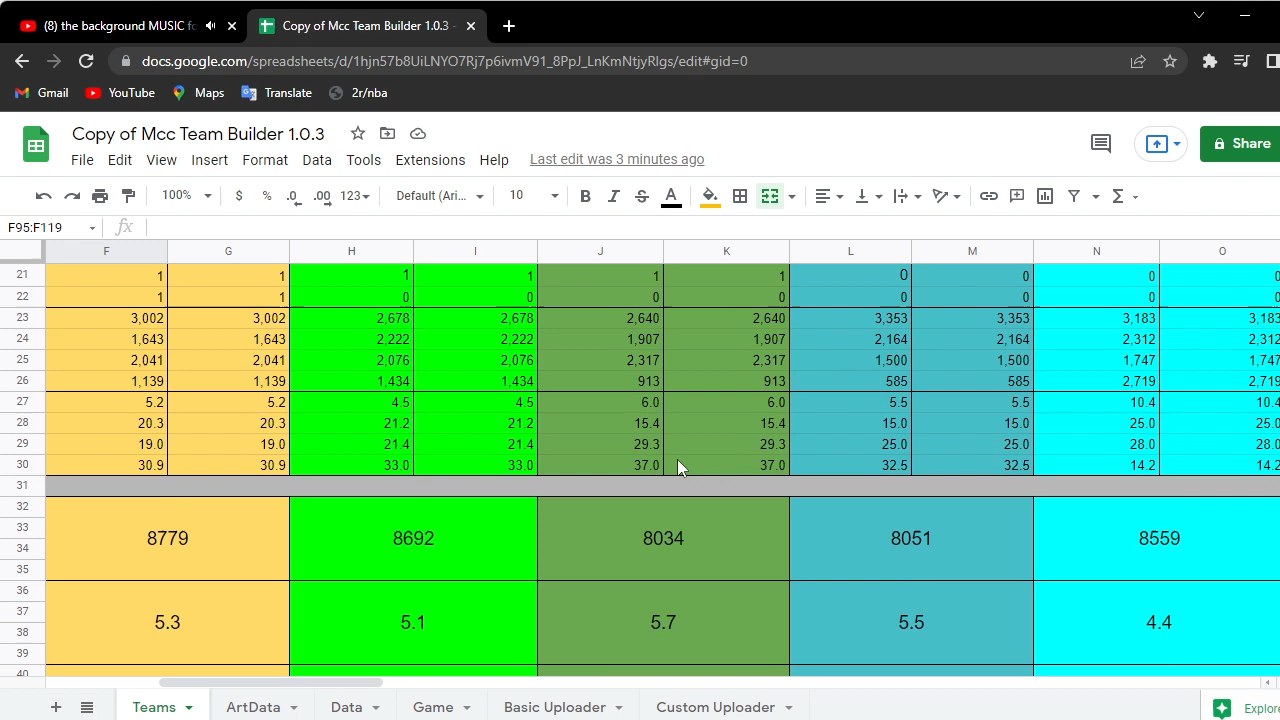 (8) the background MUSIC fo
Copy of Mcc Team Builder 1.0.3 -
docs.google.com/spreadsheets/d/1hjn57b8UiLNYO7Rj7p6ivmV91_8PpJ_LnKmNtjyRlgs/edit#gid=0
Gmail YouTube Maps Translate 2r/nba
Copy of Mcc Team Builder 1.0.3
File Edit View Insert Format Data Tools Extensions Help Last edit was 3 minutes ago
Share
100% $ % .0 .00 123 Default (Ari... 10 B I S A
F95:F119 fx
F G H I J K L M N O
21 1 1 1 1 1 1 0 0 0 0
22 1 1 0 0 0 0 0 0 0 0
23 3,002 3,002 2,678 2,678 2,640 2,640 3,353 3,353 3,183 3,183
24 1,643 1,643 2,222 2,222 1,907 1,907 2,164 2,164 2,312 2,312
25 2,041 2,041 2,076 2,076 2,317 2,317 1,500 1,500 1,747 1,747
26 1,139 1,139 1,434 1,434 913 913 585 585 2,719 2,719
27 5.2 5.2 4.5 4.5 6.0 6.0 5.5 5.5 10.4 10.4
28 20.3 20.3 21.2 21.2 15.4 15.4 15.0 15.0 25.0 25.0
29 19.0 19.0 21.4 21.4 29.3 29.3 25.0 25.0 28.0 28.0
30 30.9 30.9 33.0 33.0 37.0 37.0 32.5 32.5 14.2 14.2
31
32
33
8779 8692 8034 8051 8559
34
35
36
37
5.3 5.1 5.7 5.5 4.4
38
39
40
Teams ArtData Data Game Basic Uploader Custom Uploader Explore